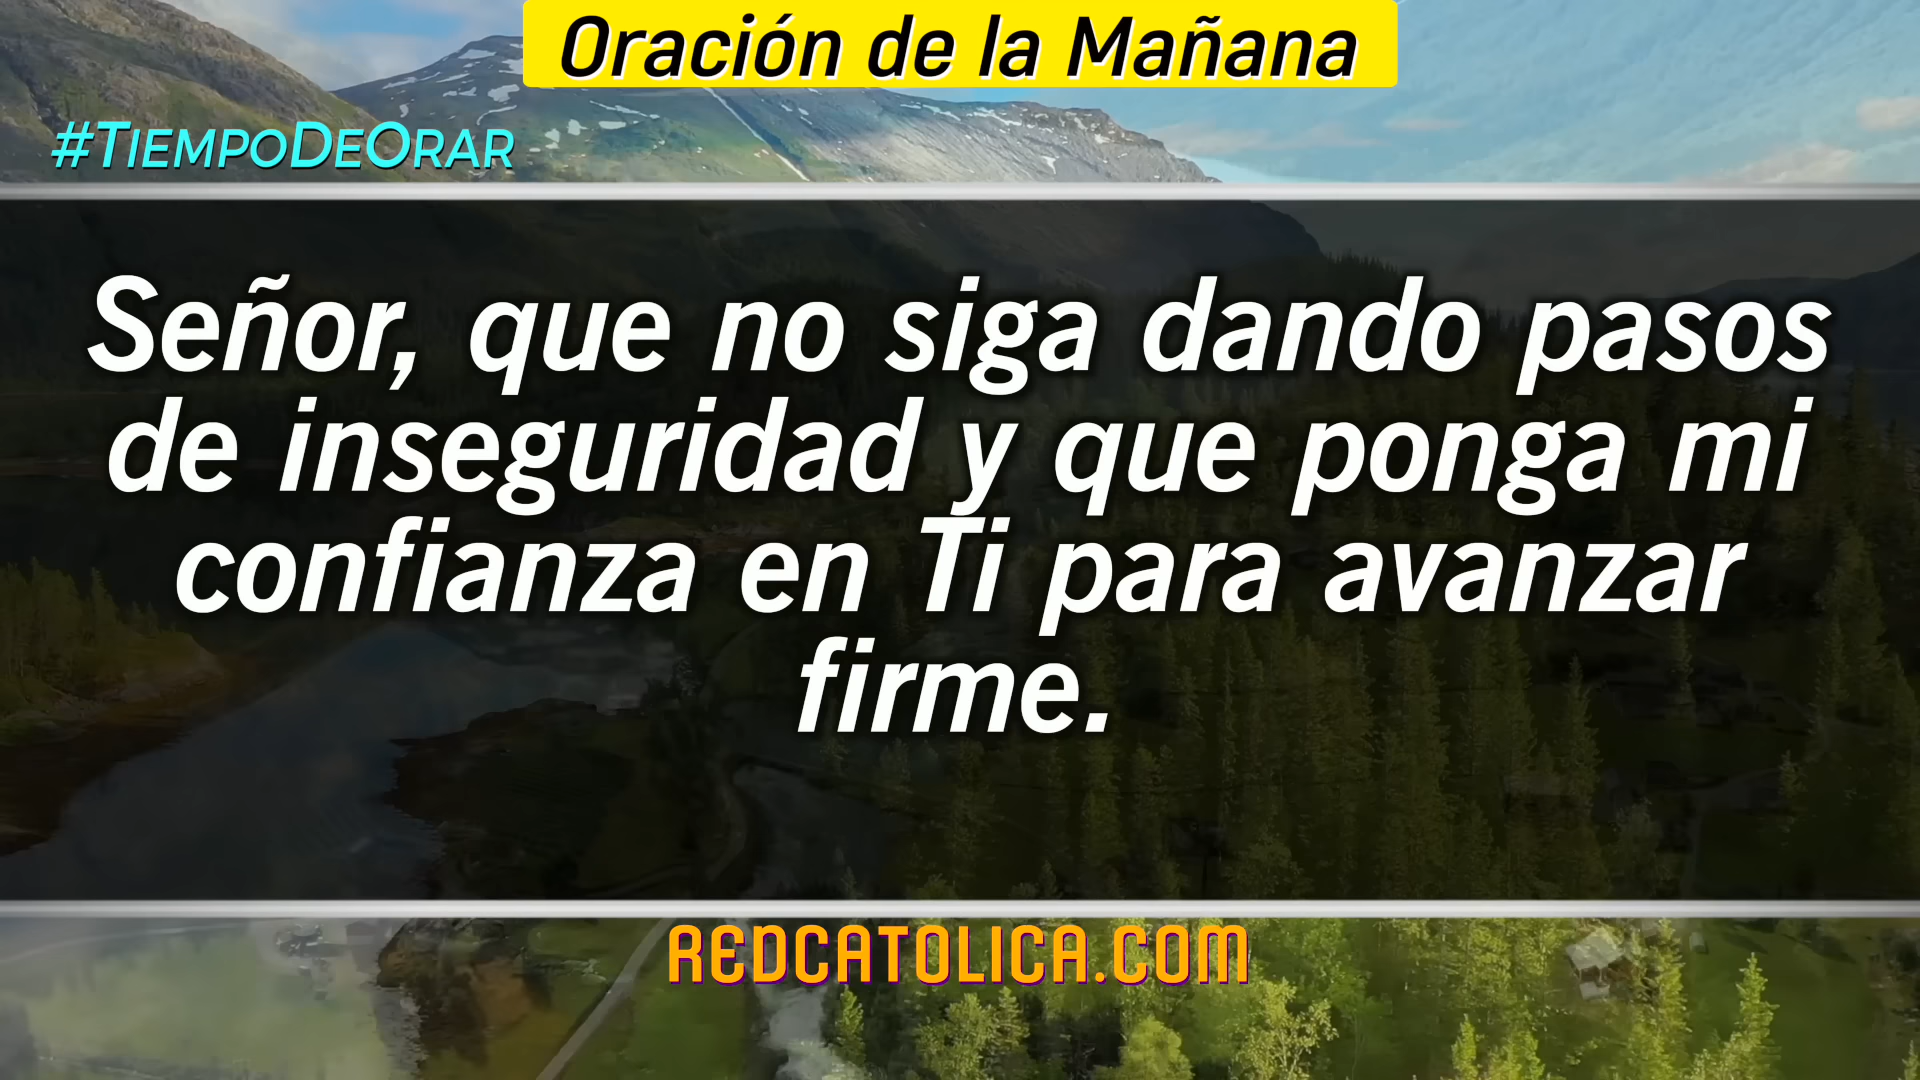 Oración de la Mañana
#TiempoDeOrar
Señor, que no siga dando pasos
de inseguridad y que ponga mi
confianza en Ti para avanzar
firme.
REDCATOLICA.COM